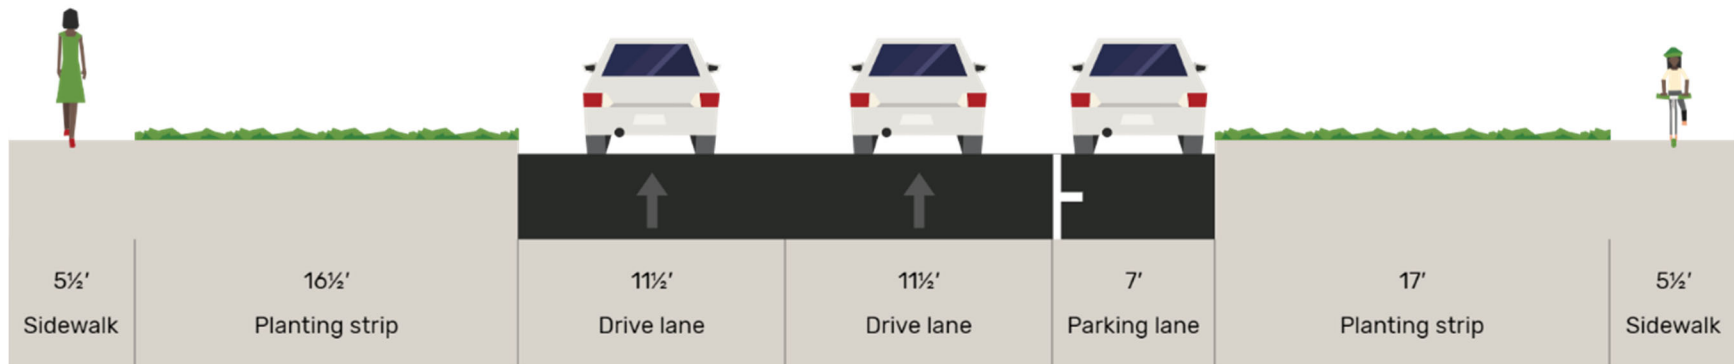 5½′ 16½′ 11½′ 11½′ 7′ 17′ 5½′
Sidewalk Planting strip Drive lane Drive lane Parking lane Planting strip Sidewalk